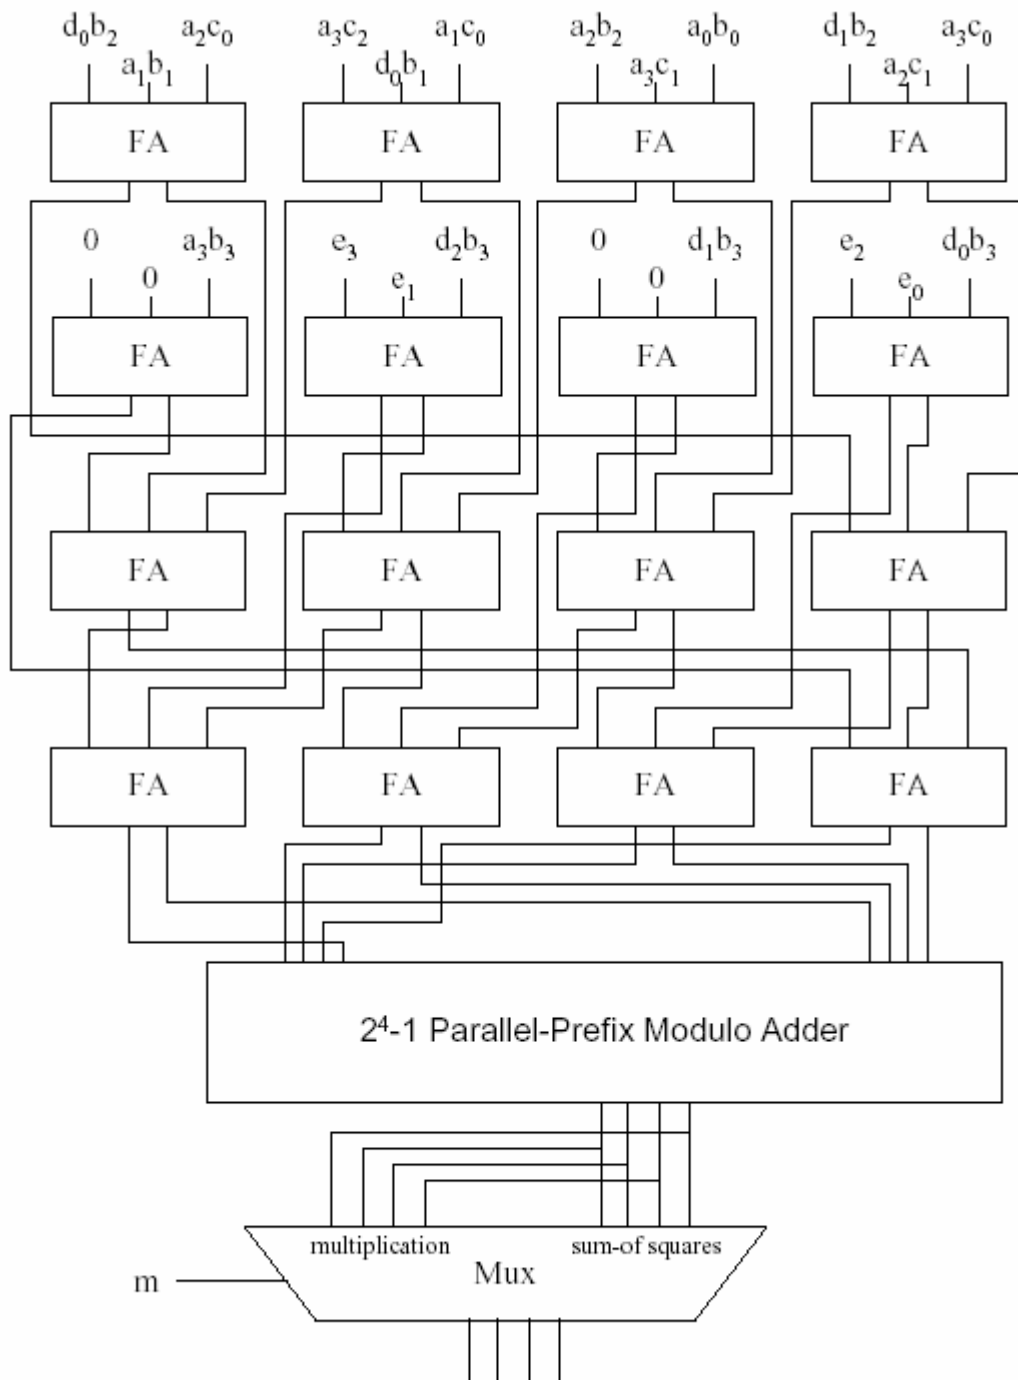 d₀b₂ a₂c₀ a₃c₂ a₁c₀ a₂b₂ a₀b₀ d₁b₂ a₃c₀
a₁b₁ d₀b₁ a₃c₁ a₂c₁
FA FA FA FA
0 a₃b₃ e₃ d₂b₃ 0 d₁b₃ e₂ d₀b₃
0 e₁ 0 e₀
FA FA FA FA
FA FA FA FA
FA FA FA FA
2⁴-1 Parallel-Prefix Modulo Adder
multiplication sum-of squares
Mux
m